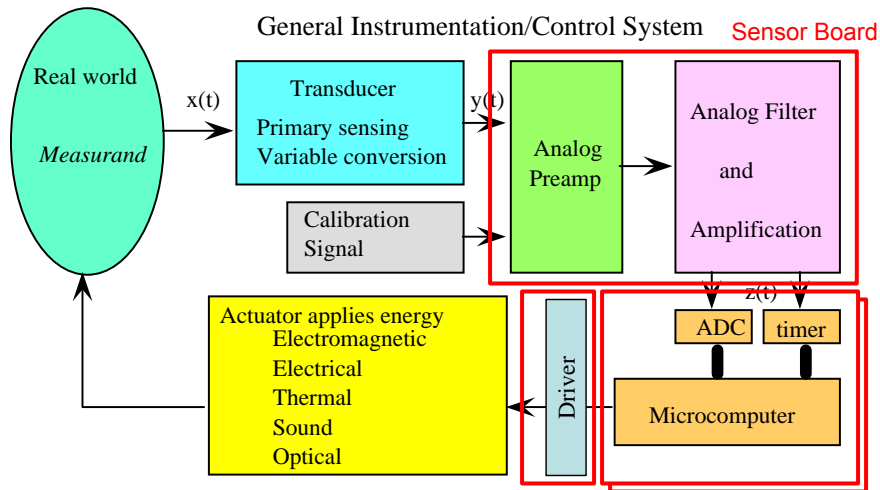 General Instrumentation/Control System
Sensor Board
Real world
Measurand
x(t)
Transducer
Primary sensing
Variable conversion
y(t)
Analog
Preamp
Analog Filter
and
Amplification
Calibration
Signal
z(t)
ADC
timer
Microcomputer
Driver
Actuator applies energy
Electromagnetic
Electrical
Thermal
Sound
Optical